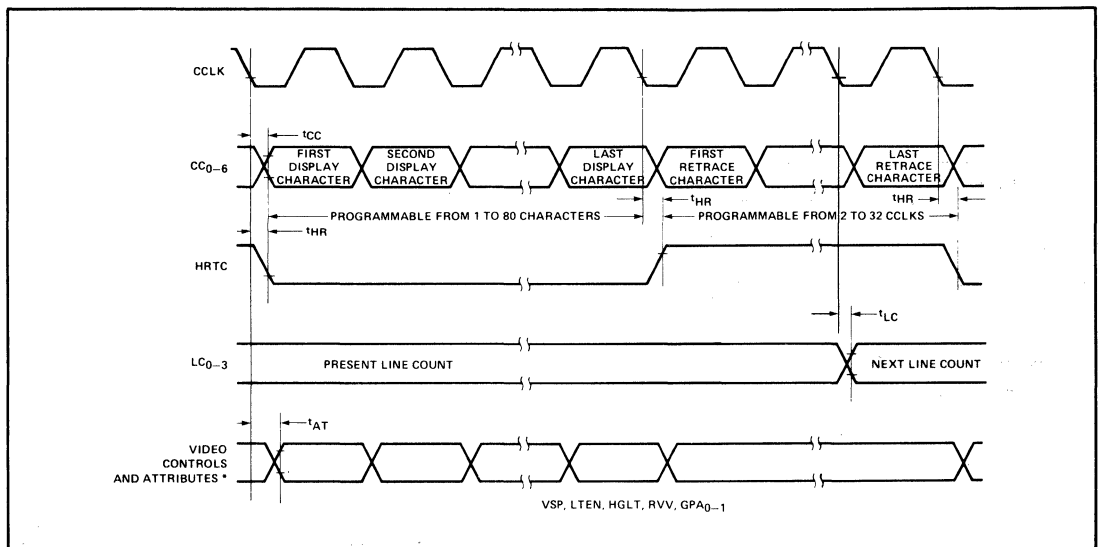 CCLK
tCC
CC0–6
FIRST DISPLAY CHARACTER
SECOND DISPLAY CHARACTER
LAST DISPLAY CHARACTER
FIRST RETRACE CHARACTER
LAST RETRACE CHARACTER
tHR
tHR
PROGRAMMABLE FROM 1 TO 80 CHARACTERS
PROGRAMMABLE FROM 2 TO 32 CCLKS
tHR
HRTC
tLC
LC0–3
PRESENT LINE COUNT
NEXT LINE COUNT
tAT
VIDEO
CONTROLS
AND ATTRIBUTES *
VSP, LTEN, HGLT, RVV, GPA0–1